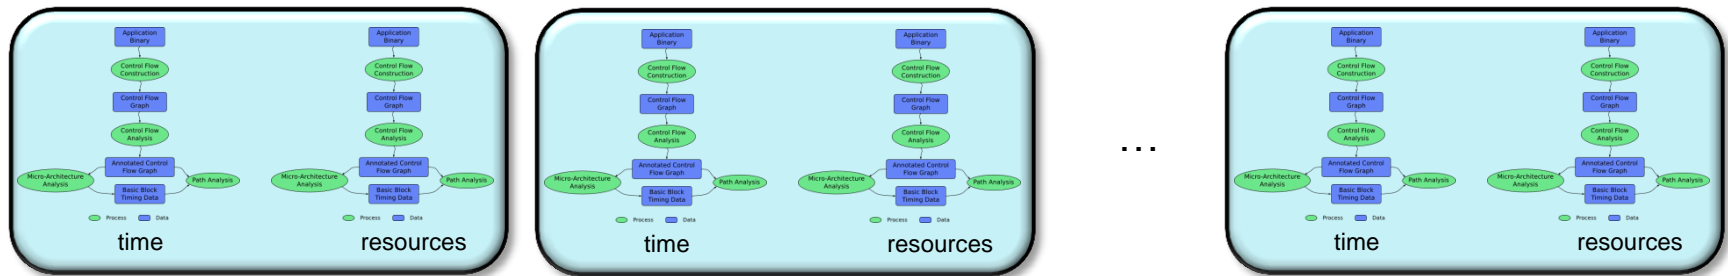 Application
Binary
Control Flow
Construction
Control Flow
Graph
Control Flow
Analysis
Annotated Control
Flow Graph
Micro-Architecture
Analysis
Path Analysis
Basic Block
Timing Data
Process
Data
time
Application
Binary
Control Flow
Construction
Control Flow
Graph
Control Flow
Analysis
Annotated Control
Flow Graph
Micro-Architecture
Analysis
Path Analysis
Basic Block
Timing Data
Process
Data
resources
Application
Binary
Control Flow
Construction
Control Flow
Graph
Control Flow
Analysis
Annotated Control
Flow Graph
Micro-Architecture
Analysis
Path Analysis
Basic Block
Timing Data
Process
Data
time
Application
Binary
Control Flow
Construction
Control Flow
Graph
Control Flow
Analysis
Annotated Control
Flow Graph
Micro-Architecture
Analysis
Path Analysis
Basic Block
Timing Data
Process
Data
resources
...
Application
Binary
Control Flow
Construction
Control Flow
Graph
Control Flow
Analysis
Annotated Control
Flow Graph
Micro-Architecture
Analysis
Path Analysis
Basic Block
Timing Data
Process
Data
time
Application
Binary
Control Flow
Construction
Control Flow
Graph
Control Flow
Analysis
Annotated Control
Flow Graph
Micro-Architecture
Analysis
Path Analysis
Basic Block
Timing Data
Process
Data
resources